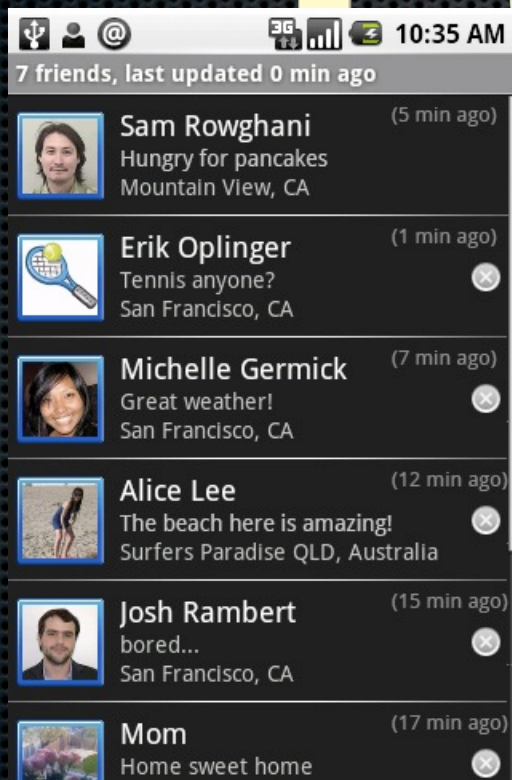 3G 10:35 AM
7 friends, last updated 0 min ago
Sam Rowghani (5 min ago)
Hungry for pancakes
Mountain View, CA
Erik Oplinger (1 min ago)
Tennis anyone?
San Francisco, CA
Michelle Germick (7 min ago)
Great weather!
San Francisco, CA
Alice Lee (12 min ago)
The beach here is amazing!
Surfers Paradise QLD, Australia
Josh Rambert (15 min ago)
bored...
San Francisco, CA
Mom (17 min ago)
Home sweet home